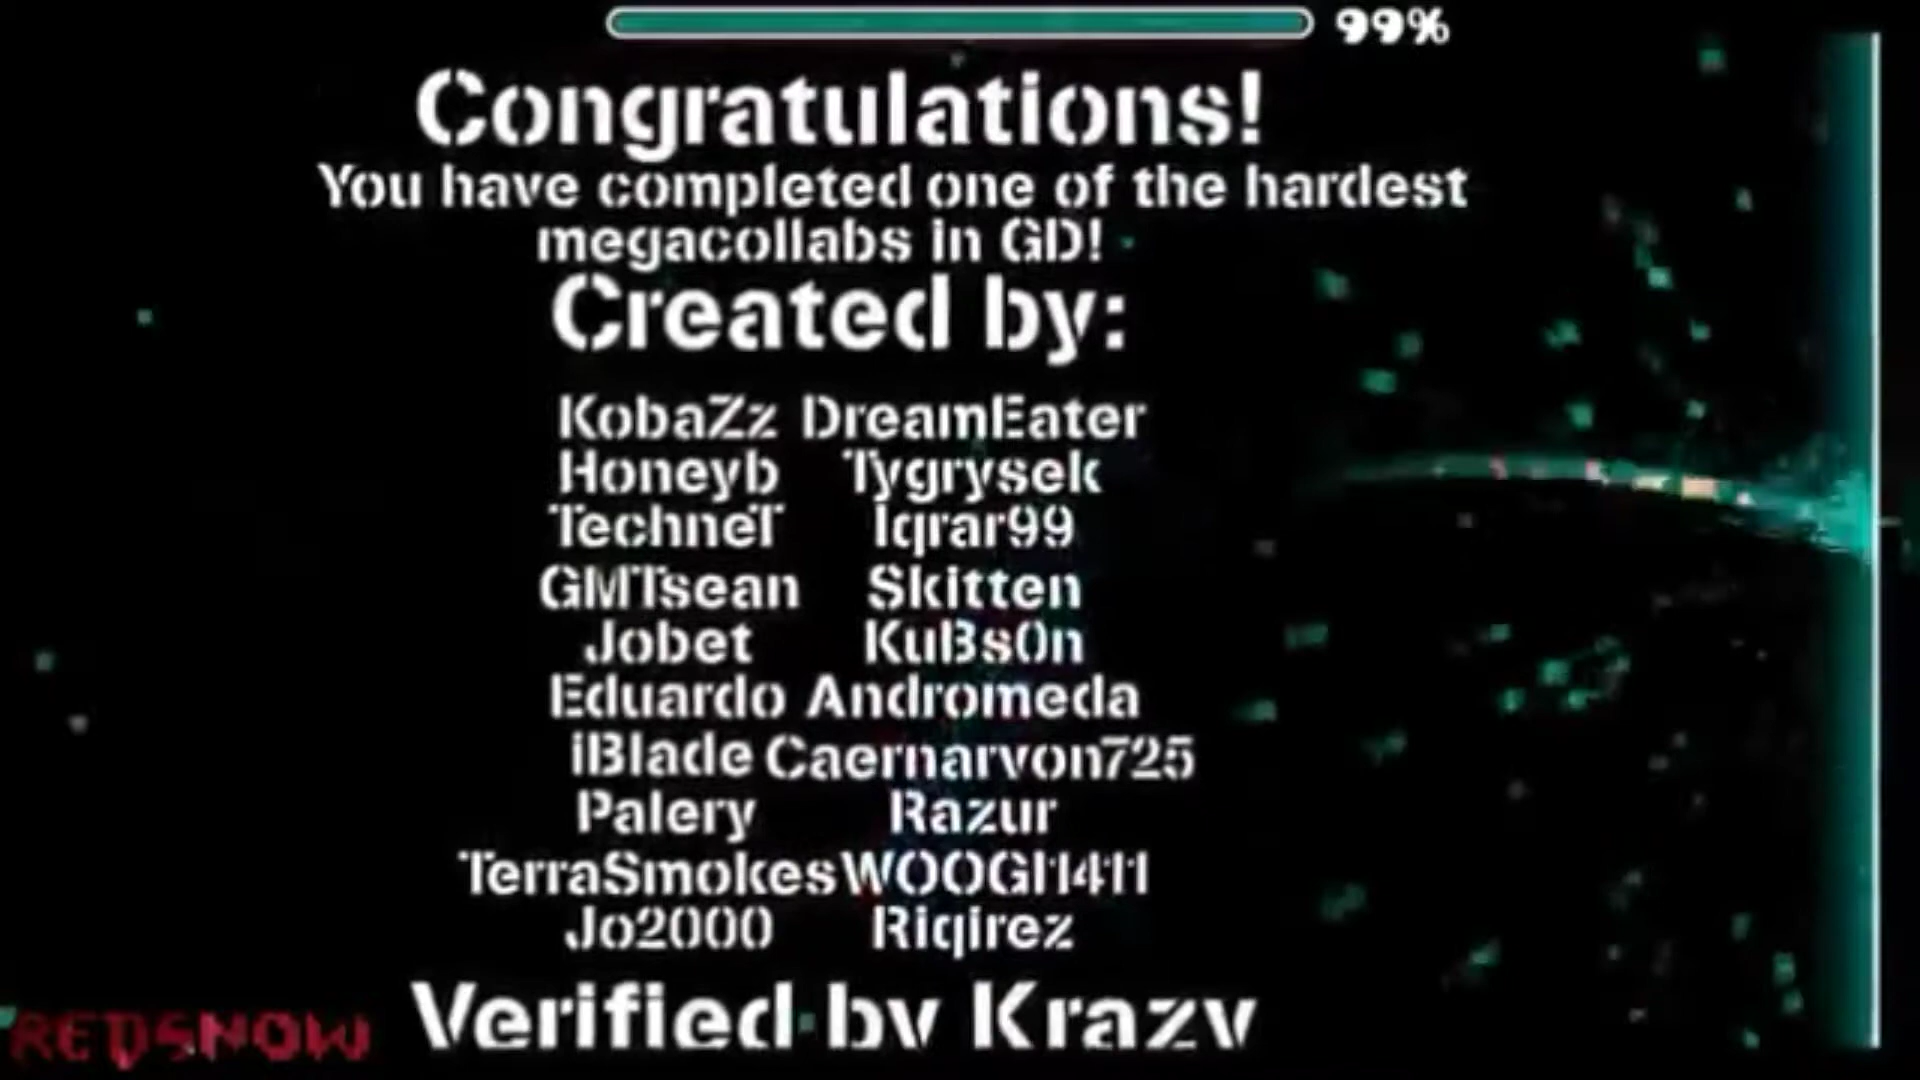 99%
Congratulations!
You have completed one of the hardest
megacollabs in GD!
Created by:
KobaZz DreamEater
Honeyb Tygrysek
TechneT Iqrar99
GMTsean Skitten
Jobet KuBs0n
Eduardo Andromeda
iBlade Caernarvon725
Palery Razur
TerraSmokes WOOGI1411
Jo2000 Riqirez
Verified by Krazy
REDSNOW